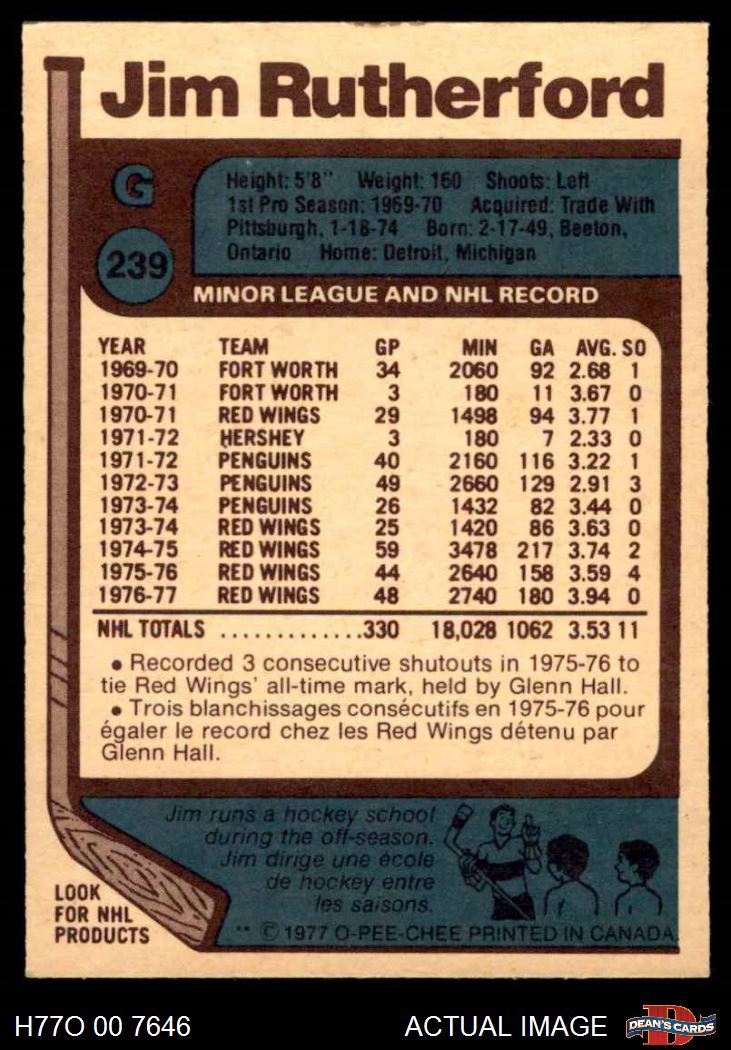 Jim Rutherford
G
239
Height: 5'8" Weight: 160 Shoots: Left
1st Pro Season: 1969-70 Acquired: Trade With
Pittsburgh, 1-18-74 Born: 2-17-49, Beeton,
Ontario Home: Detroit, Michigan
MINOR LEAGUE AND NHL RECORD
YEAR TEAM GP MIN GA AVG. SO
1969-70 FORT WORTH 34 2060 92 2.68 1
1970-71 FORT WORTH 3 180 11 3.67 0
1970-71 RED WINGS 29 1498 94 3.77 1
1971-72 HERSHEY 3 180 7 2.33 0
1971-72 PENGUINS 40 2160 116 3.22 1
1972-73 PENGUINS 49 2660 129 2.91 3
1973-74 PENGUINS 26 1432 82 3.44 0
1973-74 RED WINGS 25 1420 86 3.63 0
1974-75 RED WINGS 59 3478 217 3.74 2
1975-76 RED WINGS 44 2640 158 3.59 4
1976-77 RED WINGS 48 2740 180 3.94 0
NHL TOTALS .............330 18,028 1062 3.53 11
• Recorded 3 consecutive shutouts in 1975-76 to
tie Red Wings' all-time mark, held by Glenn Hall.
• Trois blanchissages consécutifs en 1975-76 pour
égaler le record chez les Red Wings détenu par
Glenn Hall.
Jim runs a hockey school
during the off-season.
Jim dirige une école
de hockey entre
les saisons.
LOOK
FOR NHL
PRODUCTS
** © 1977 O-PEE-CHEE PRINTED IN CANADA
H77O 00 7646 ACTUAL IMAGE
D
DEAN'S CARDS